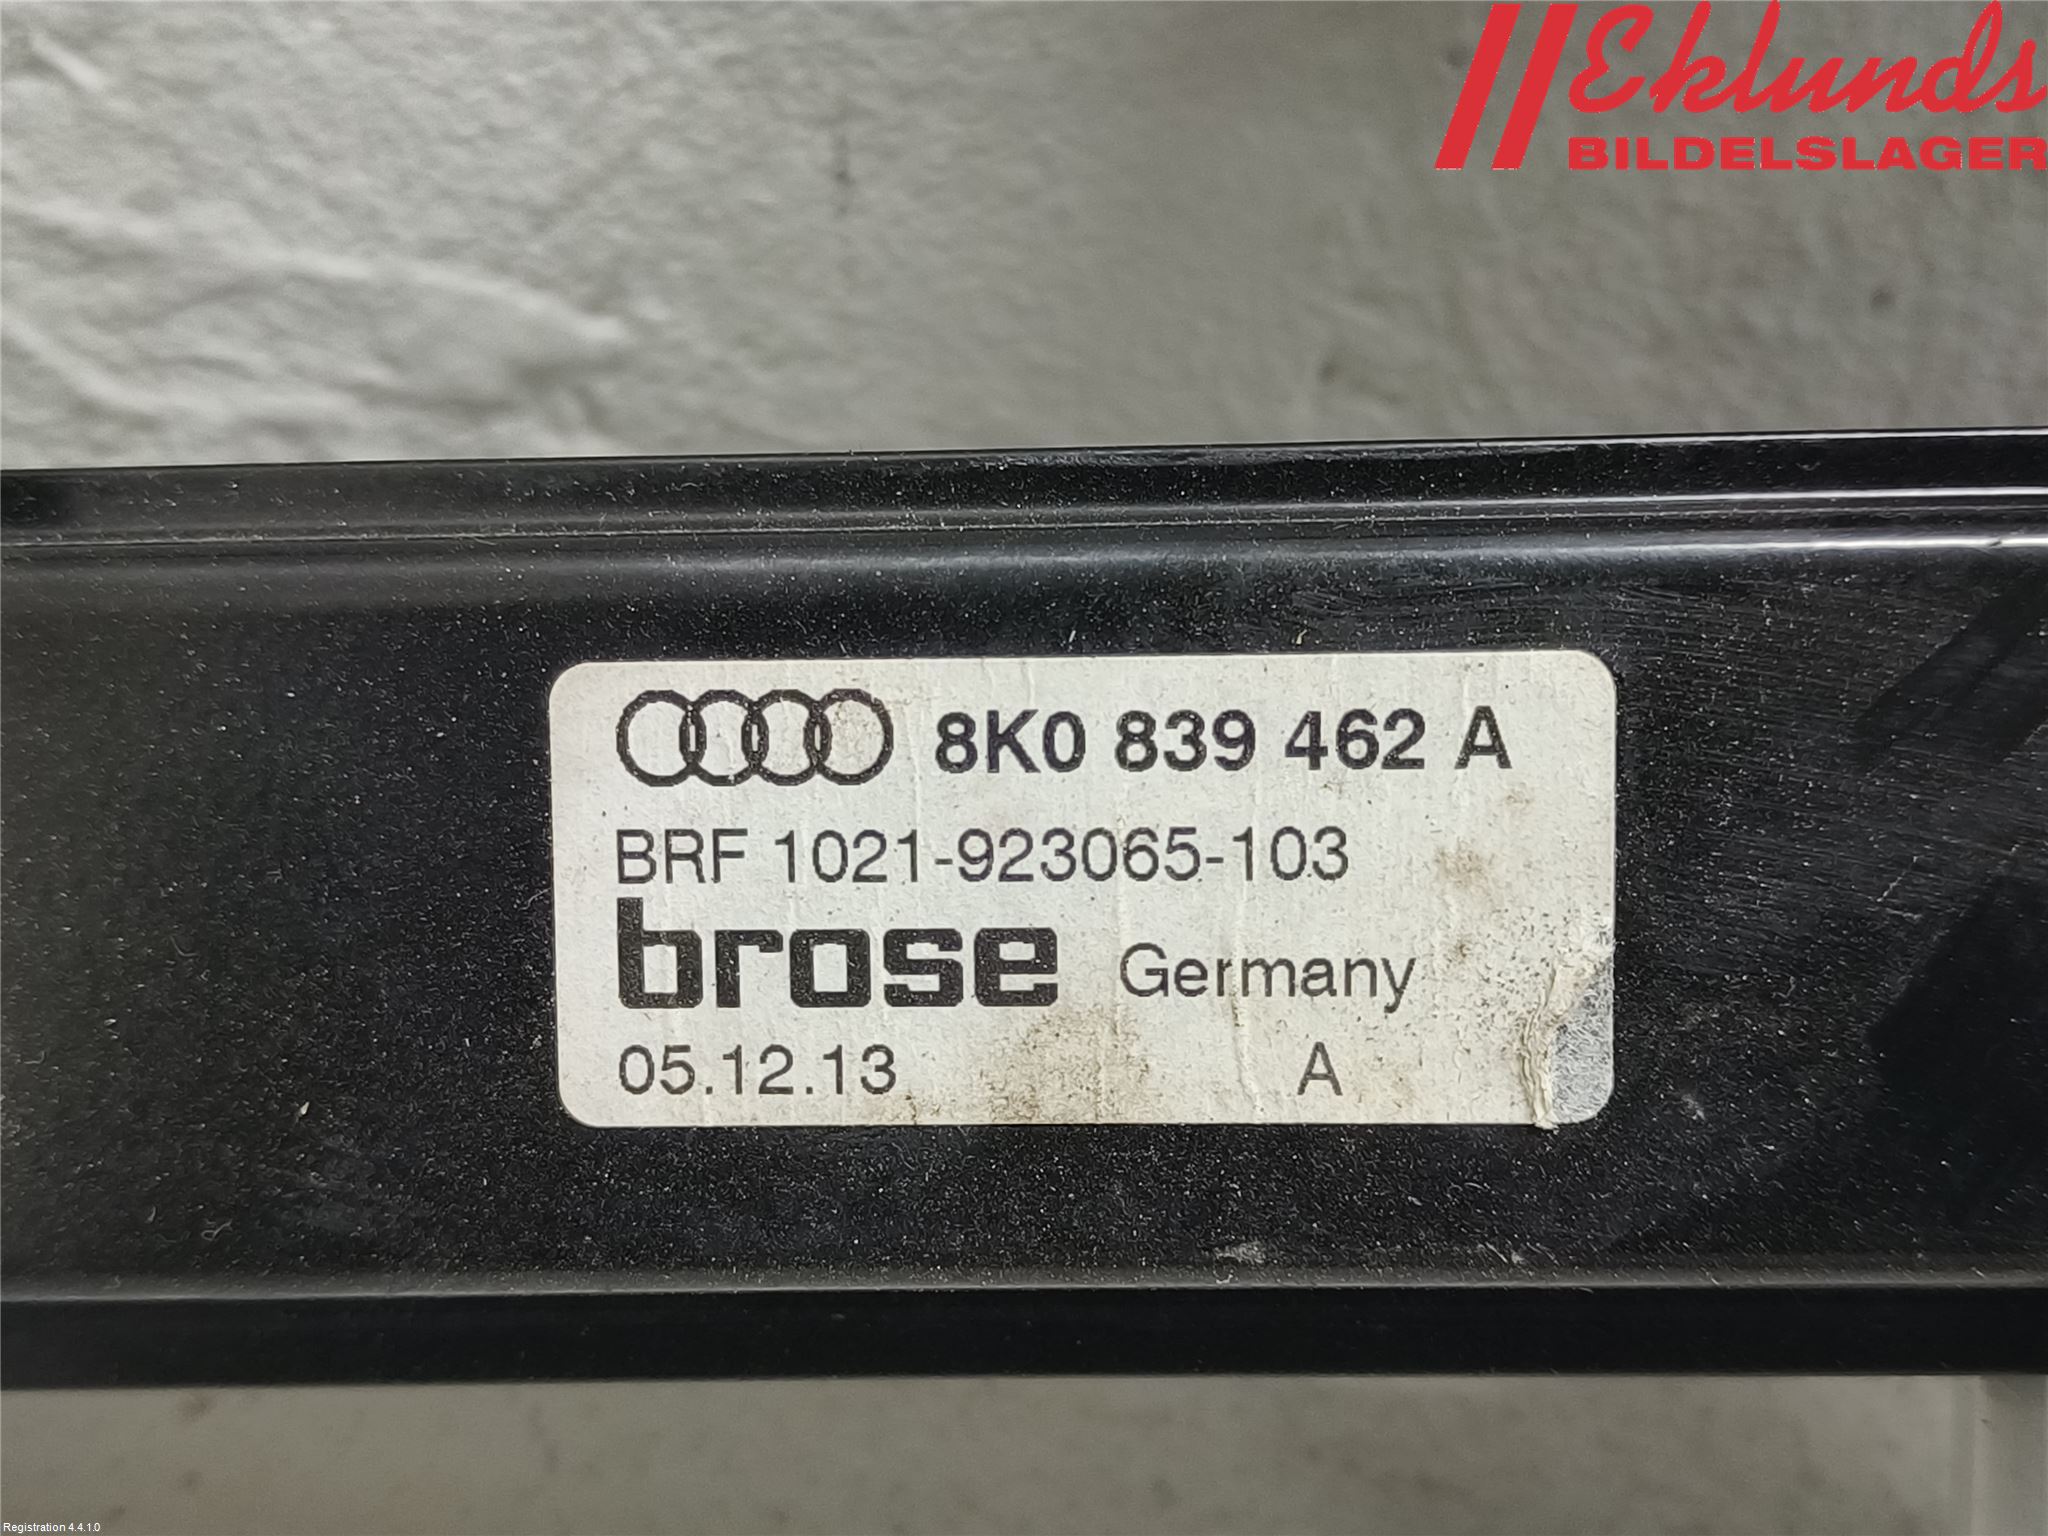 Eklunds
BILDELSLAGER
8K0 839 462 A
BRF 1021-923065-103
brose Germany
05.12.13 A
Registration 4.4.1.0